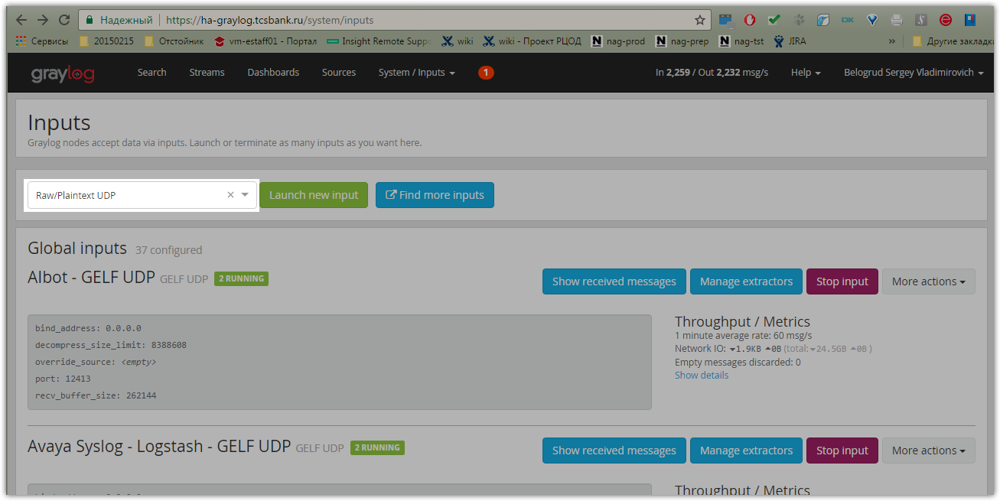 Надежный https://ha-graylog.tcsbank.ru/system/inputs
Сервисы 20150215 Отстойник vm-estaff01 - Портал Insight Remote Supp wiki wiki - Проект РЦОД nag-prod nag-prep nag-tst JIRA » Другие закладки
graylog Search Streams Dashboards Sources System / Inputs 1 In 2,259 / Out 2,232 msg/s Help Belogrud Sergey Vladimirovich
Inputs
Graylog nodes accept data via inputs. Launch or terminate as many inputs as you want here.
Raw/Plaintext UDP × Launch new input Find more inputs
Global inputs 37 configured
AIbot - GELF UDP GELF UDP 2 RUNNING Show received messages Manage extractors Stop input More actions
bind_address: 0.0.0.0
decompress_size_limit: 8388608
override_source: <empty>
port: 12413
recv_buffer_size: 262144
Throughput / Metrics
1 minute average rate: 60 msg/s
Network IO: 1.9KB 0B (total: 24.5GB 0B )
Empty messages discarded: 0
Show details
Avaya Syslog - Logstash - GELF UDP GELF UDP 2 RUNNING Show received messages Manage extractors Stop input More actions
Throughput / Metrics